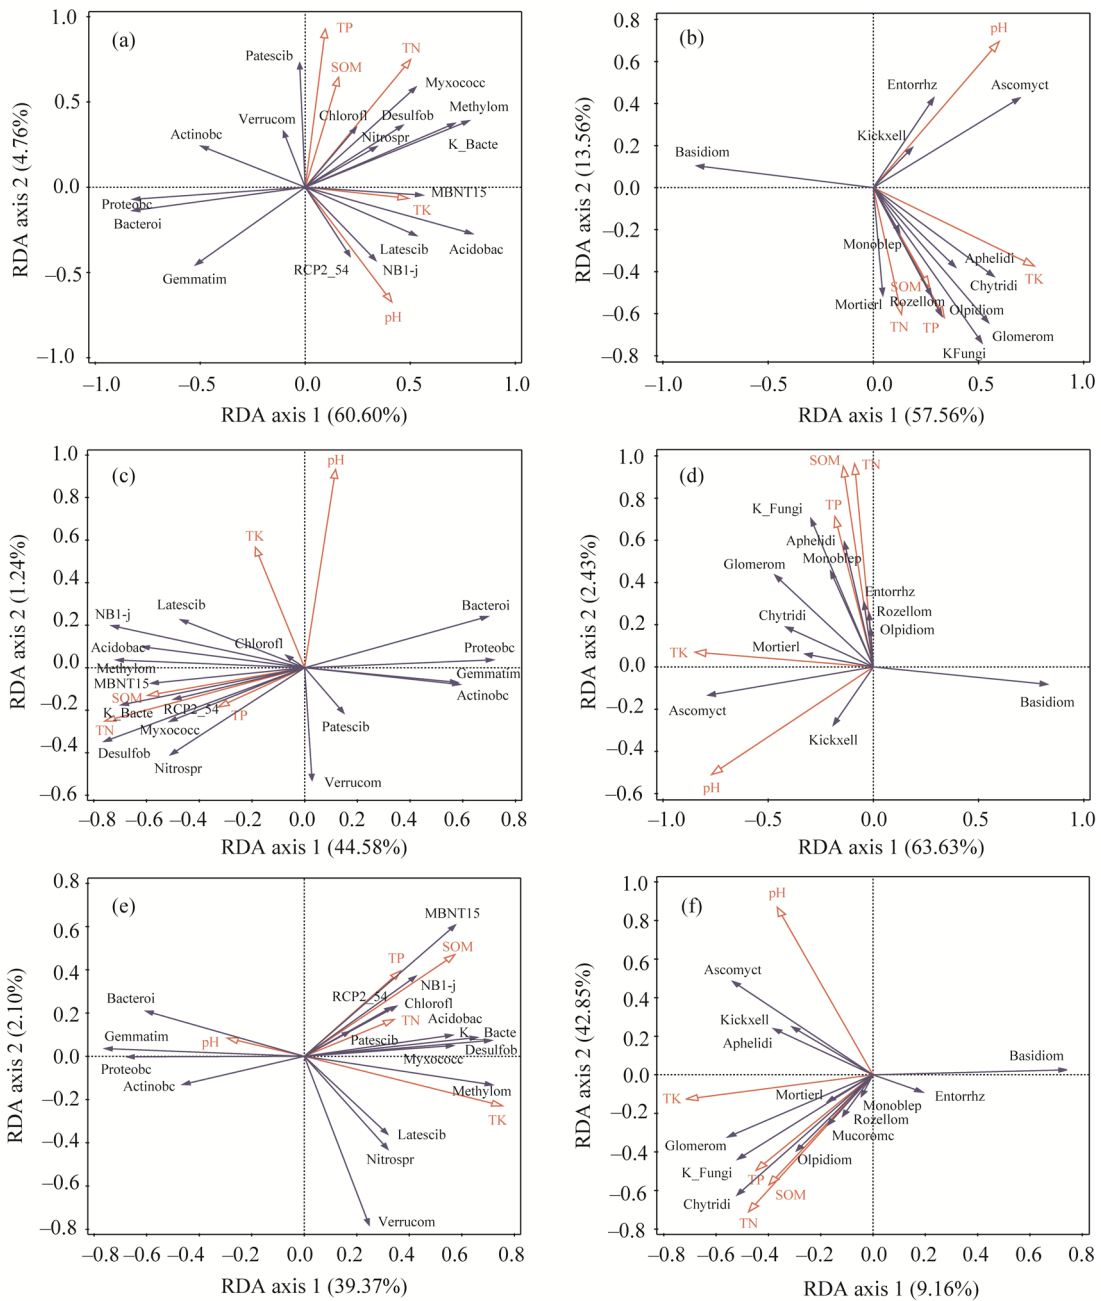 (a)
1.0
0.5
0.0
−0.5
−1.0
RDA axis 2 (4.76%)
TP
TN
Patescib
SOM
Myxococc
Methylom
Chlorofl
Desulfob
Verrucom
Actinobc
Nitrospr
K_Bacte
MBNT15
Proteobc
TK
Bacteroi
Latescib
Acidobac
RCP2_54
NB1-j
Gemmatim
pH
−1.0
−0.5
0.0
0.5
1.0
RDA axis 1 (60.60%)
(b)
0.8
0.6
0.4
0.2
0.0
−0.2
−0.4
−0.6
−0.8
RDA axis 2 (13.56%)
pH
Entorrhz
Ascomyct
Kickxell
Basidiom
Monoblep
Aphelidi
TK
SOM
Chytridi
Mortierl
Rozellom
Olpidiom
TN
TP
Glomerom
KFungi
−1.0
−0.5
0.0
0.5
1.0
RDA axis 1 (57.56%)
(c)
1.0
0.8
0.6
0.4
0.2
0.0
−0.2
−0.4
−0.6
RDA axis 2 (1.24%)
pH
TK
Latescib
Bacteroi
NB1-j
Chlorofl
Acidobac
Proteobc
Methylom
Gemmatim
MBNT15
Actinobc
SOM
K_Bacte
RCP2_54
TP
TN
Myxococc
Patescib
Desulfob
Nitrospr
Verrucom
−0.8
−0.6
−0.4
−0.2
0.0
0.2
0.4
0.6
0.8
RDA axis 1 (44.58%)
(d)
1.0
0.8
0.6
0.4
0.2
0.0
−0.2
−0.4
−0.6
RDA axis 2 (2.43%)
SOM
TN
K_Fungi
TP
Aphelidi
Monoblep
Glomerom
Entorrhz
Chytridi
Rozellom
Olpidiom
Mortierl
TK
Ascomyct
Basidiom
Kickxell
pH
−1.0
−0.5
0.0
0.5
1.0
RDA axis 1 (63.63%)
(e)
0.8
0.6
0.4
0.2
0.0
−0.2
−0.4
−0.6
−0.8
RDA axis 2 (2.10%)
MBNT15
SOM
TP
NB1-j
RCP2_54
Chlorofl
Bacteroi
TN
Acidobac
Gemmatim
pH
Patescib
K_ Bacte
Desulfob
Proteobc
Myxococc
Actinobc
Methylom
TK
Latescib
Nitrospr
Verrucom
−0.8
−0.6
−0.4
−0.2
0.0
0.2
0.4
0.6
0.8
RDA axis 1 (39.37%)
(f)
1.0
0.8
0.6
0.4
0.2
0.0
−0.2
−0.4
−0.6
−0.8
RDA axis 2 (42.85%)
pH
Ascomyct
Kickxell
Aphelidi
Basidiom
TK
Mortierl
Entorrhz
Monoblep
Rozellom
Mucoromc
Glomerom
Olpidiom
K_Fungi
TP
SOM
Chytridi
TN
−0.8
−0.6
−0.4
−0.2
0.0
0.2
0.4
0.6
0.8
RDA axis 1 (9.16%)